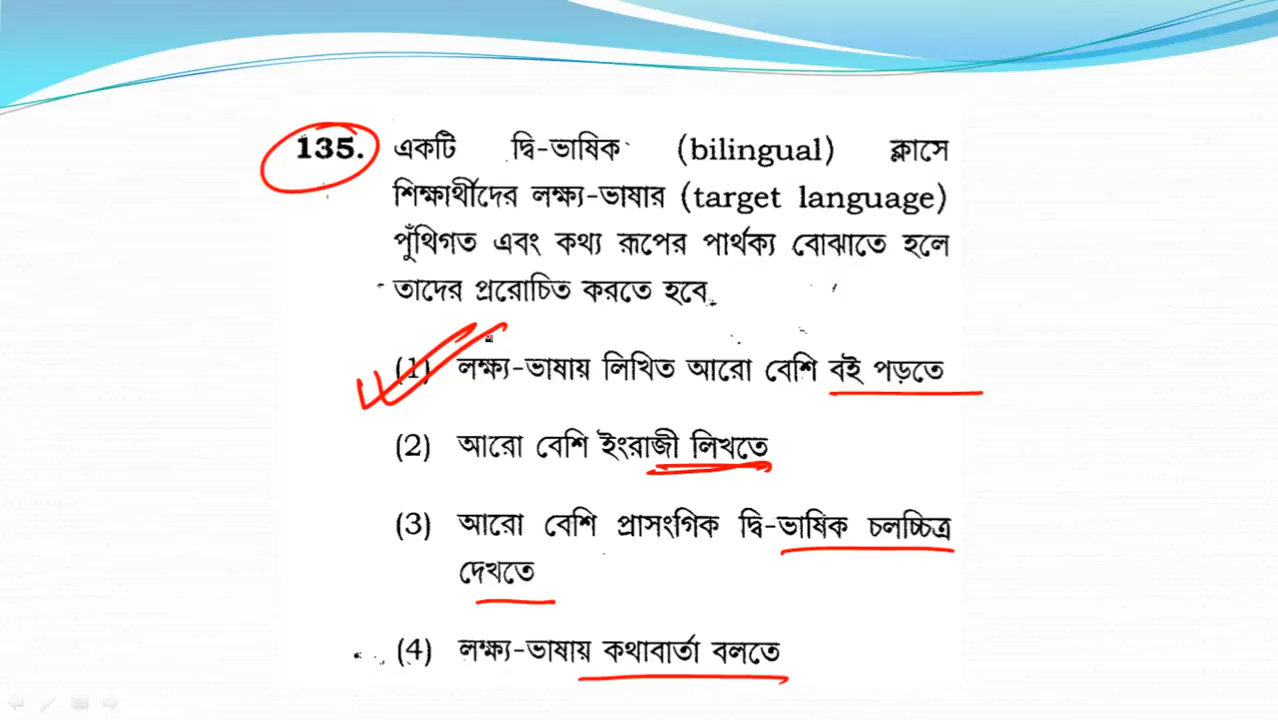 135. একটি দ্বি-ভাষিক (bilingual) ক্লাসে
শিক্ষার্থীদের লক্ষ্য-ভাষার (target language)
পুঁথিগত এবং কথ্য রূপের পার্থক্য বোঝাতে হলে
তাদের প্ররোচিত করতে হবে
(1) লক্ষ্য-ভাষায় লিখিত আরো বেশি বই পড়তে
(2) আরো বেশি ইংরাজী লিখতে
(3) আরো বেশি প্রাসংগিক দ্বি-ভাষিক চলচ্চিত্র
দেখতে
(4) লক্ষ্য-ভাষায় কথাবার্তা বলতে